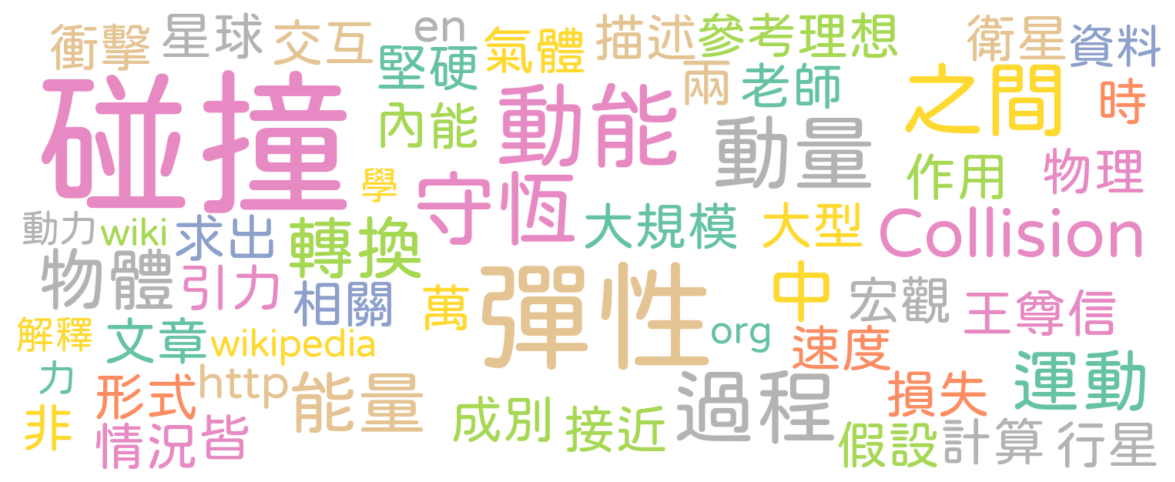 衝擊 星球 交互 en 氣體 描述 參考 理想 衛星 資料
堅硬 兩 老師 之間 時
碰撞 內能 動能 動量 作用 物理
學 守恆
動力 wiki 求出 轉換 大規模 大型 Collision
物體 引力 相關 萬 彈性 中 宏觀 王尊信
解釋 文章 wikipedia org 速度
力 形式 http 能量 過程 損失 運動
非 情況 皆 成別 接近 假設 計算 行星